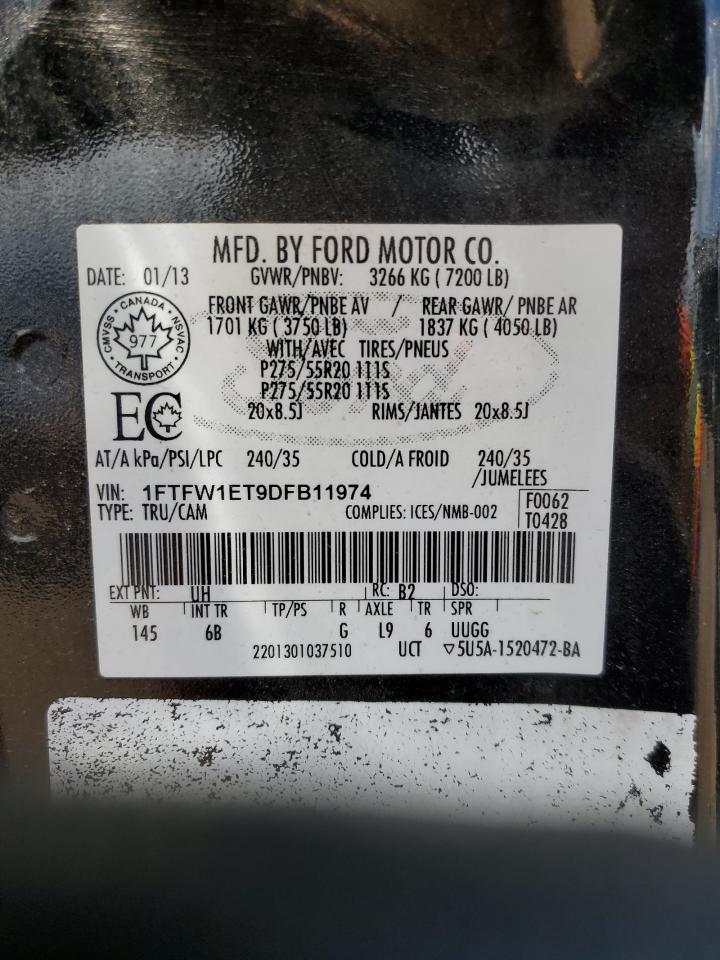 MFD. BY FORD MOTOR CO.
DATE: 01/13 GVWR/PNBV: 3266 KG ( 7200 LB)
CMVSS · CANADA · NSVAC
977
TRANSPORT
FRONT GAWR/PNBE AV / REAR GAWR/ PNBE AR
1701 KG ( 3750 LB) 1837 KG ( 4050 LB)
WITH/AVEC TIRES/PNEUS
P275/55R20 111S
P275/55R20 111S
EC
20x8.5J RIMS/JANTES 20x8.5J
AT/A kPa/PSI/LPC 240/35 COLD/A FROID 240/35
/JUMELEES
VIN: 1FTFW1ET9DFB11974
F0062
TYPE: TRU/CAM COMPLIES: ICES/NMB-002
T0428
EXT PNT: UH RC: B2 DSO:
WB INT TR TP/PS R AXLE TR SPR
145 6B G L9 6 UUGG
2201301037510 UCT ▽5U5A-1520472-BA